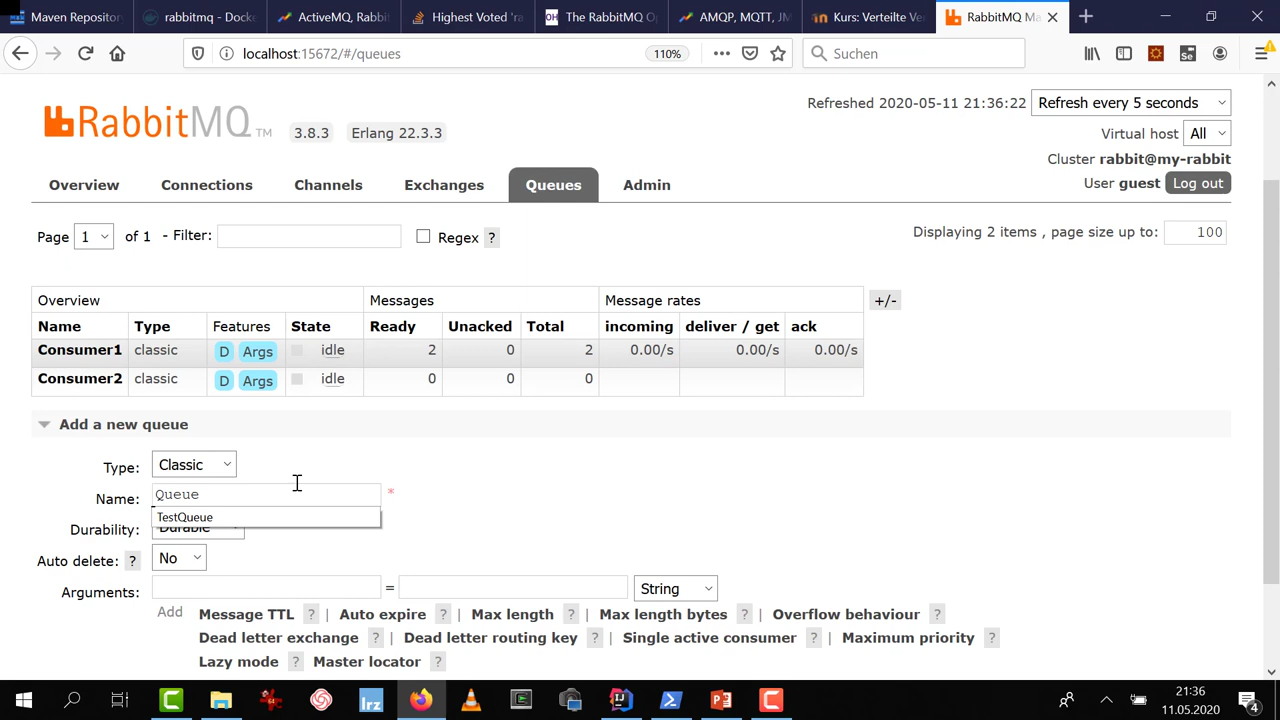 Maven Reposito
rabbitmq - Dock
ActiveMQ, Rabbi
Highest Voted 'ra
OH The RabbitMQ Op
AMQP, MQTT, JM
Kurs: Verteilte Ve
RabbitMQ Ma
localhost:15672/#/queues
110%
Suchen
Se
RabbitMQ TM 3.8.3 Erlang 22.3.3
Refreshed 2020-05-11 21:36:22 Refresh every 5 seconds
Virtual host All
Cluster rabbit@my-rabbit
User guest Log out
Overview Connections Channels Exchanges Queues Admin
Page 1 of 1 - Filter: Regex ? Displaying 2 items , page size up to: 100
Overview Messages Message rates +/-
Name Type Features State Ready Unacked Total incoming deliver / get ack
Consumer1 classic D Args idle 2 0 2 0.00/s 0.00/s 0.00/s
Consumer2 classic D Args idle 0 0 0
Add a new queue
Type: Classic
Name: Queue *
TestQueue
Durability: Durable
Auto delete: ? No
Arguments: = String
Add Message TTL ? | Auto expire ? | Max length ? | Max length bytes ? | Overflow behaviour ?
Dead letter exchange ? | Dead letter routing key ? | Single active consumer ? | Maximum priority ?
Lazy mode ? Master locator ?
lrz
21:36
11.05.2020
4